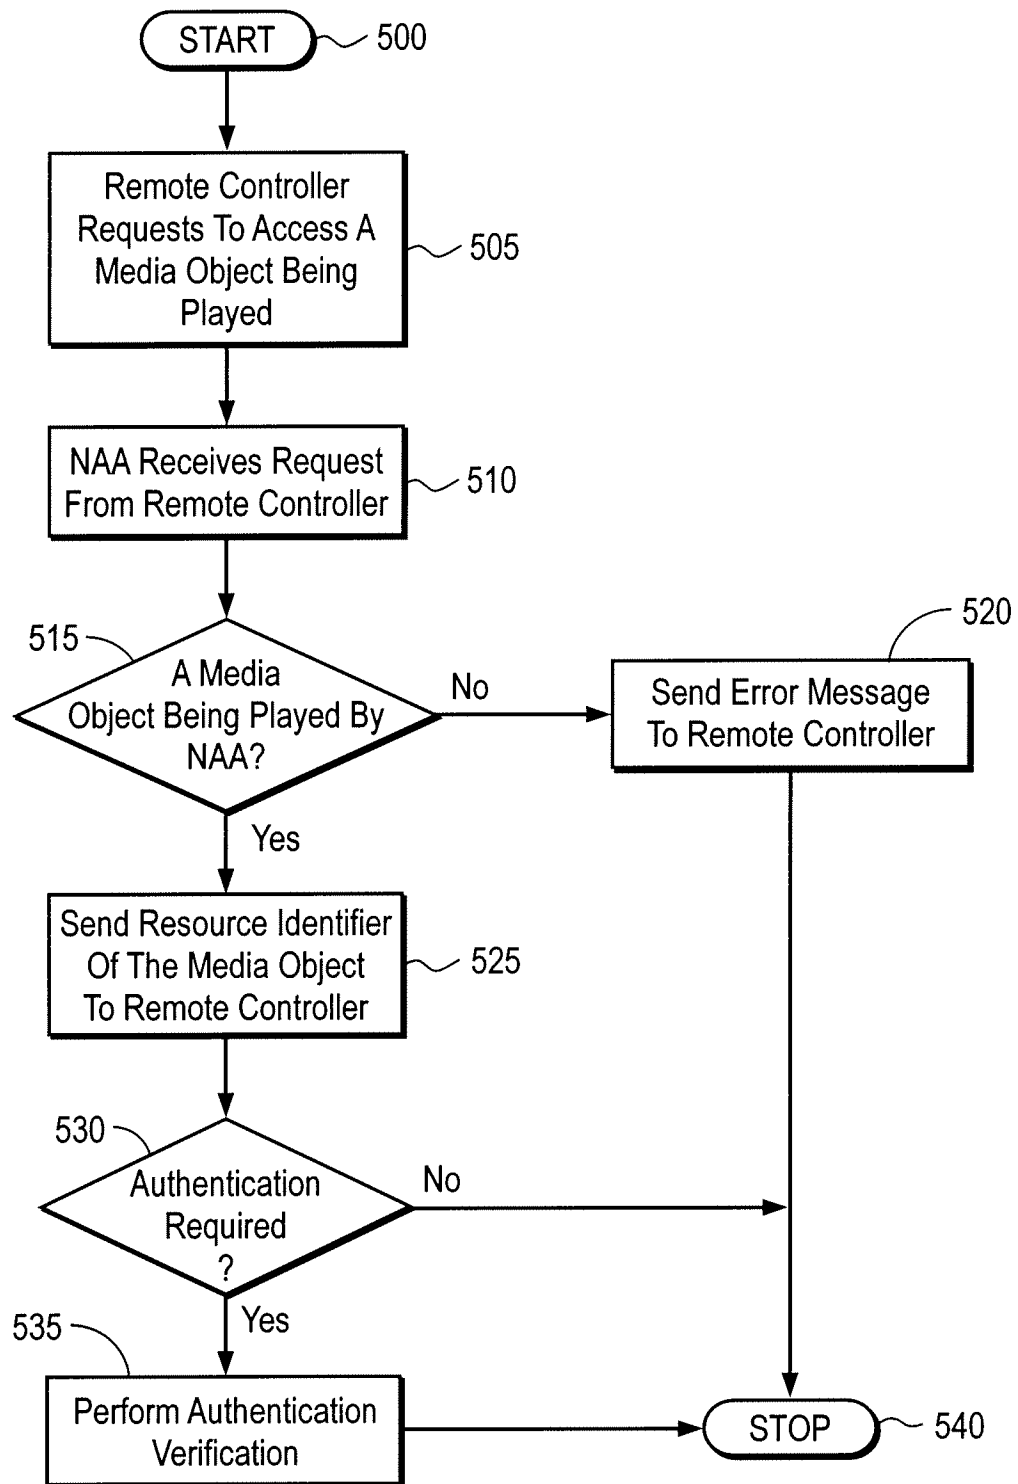 START
500
Remote Controller
Requests To Access A
Media Object Being
Played
505
NAA Receives Request
From Remote Controller
510
515
A Media
Object Being Played By
NAA?
No
520
Send Error Message
To Remote Controller
Yes
Send Resource Identifier
Of The Media Object
To Remote Controller
525
530
Authentication
Required
?
No
Yes
535
Perform Authentication
Verification
STOP
540